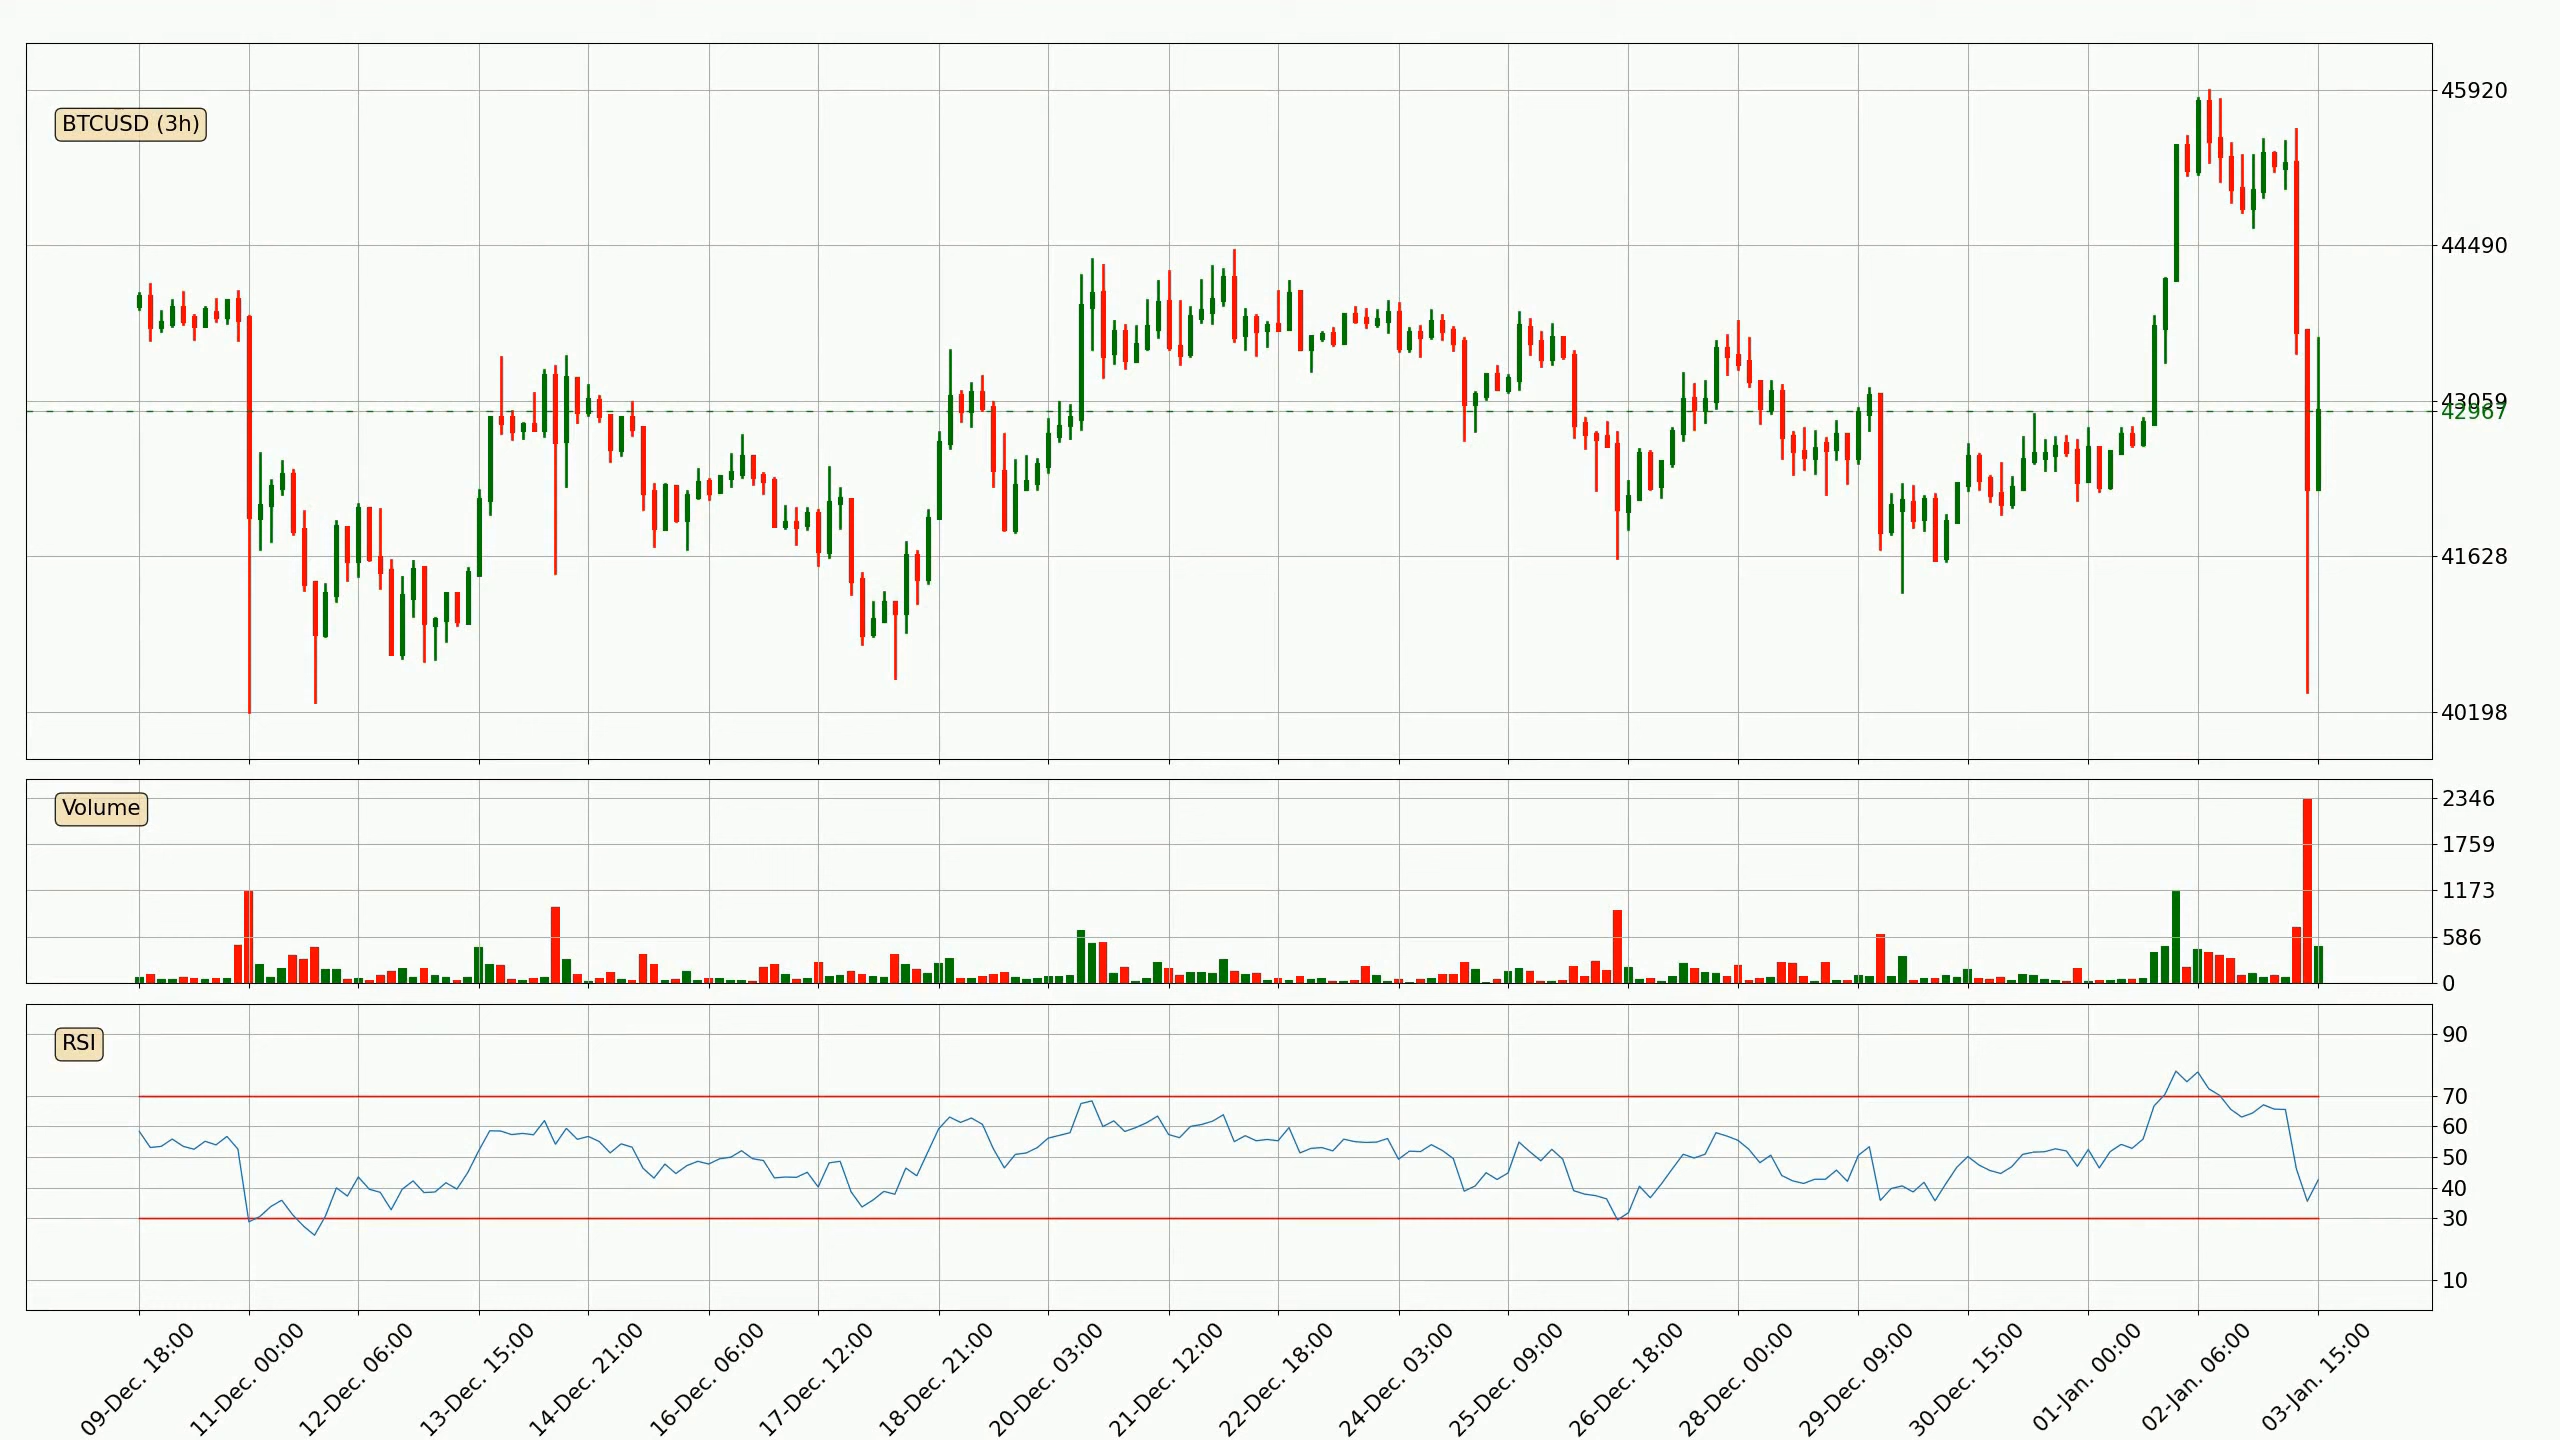 BTCUSD (3h)
45920
44490
43059
42967
41628
40198
Volume
2346
1759
1173
586
0
RSI
90
70
60
50
40
30
10
09-Dec. 18:00
11-Dec. 00:00
12-Dec. 06:00
13-Dec. 15:00
14-Dec. 21:00
16-Dec. 06:00
17-Dec. 12:00
18-Dec. 21:00
20-Dec. 03:00
21-Dec. 12:00
22-Dec. 18:00
24-Dec. 03:00
25-Dec. 09:00
26-Dec. 18:00
28-Dec. 00:00
29-Dec. 09:00
30-Dec. 15:00
01-Jan. 00:00
02-Jan. 06:00
03-Jan. 15:00